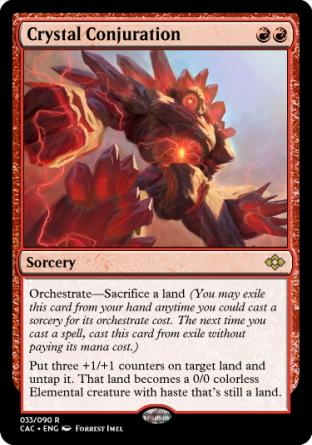 Crystal Conjuration
Sorcery
Orchestrate—Sacrifice a land (You may exile
this card from your hand anytime you could cast a
sorcery for its orchestrate cost. The next time you
cast a spell, cast this card from exile without
paying its mana cost.)
Put three +1/+1 counters on target land and
untap it. That land becomes a 0/0 colorless
Elemental creature with haste that's still a land.
033/090 R
CAC • ENG Forrest Imel